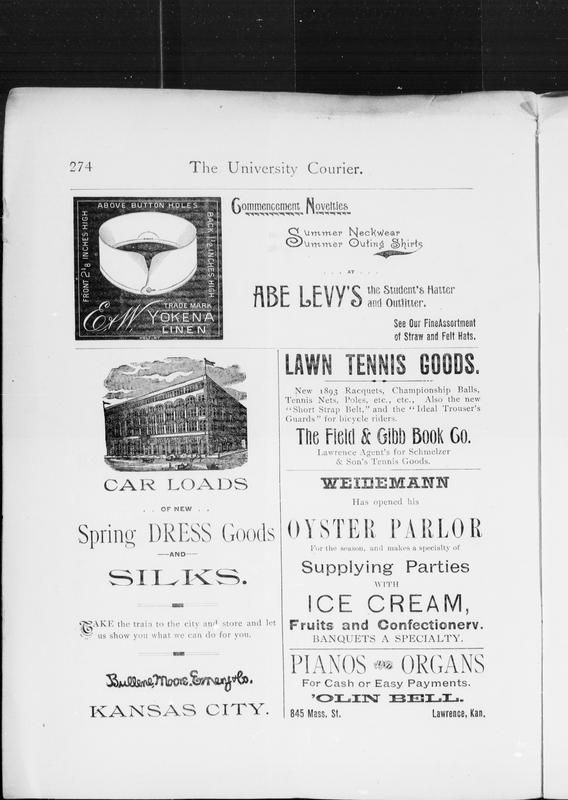 274
The University Courier.
ABOVE BUTTON HOLES
FRONT 2 1/8 INCHES HIGH
TRADE MARK
E & W YOKENA
LINEN
Commencement Novelties
Summer Neckwear
Summer Outing Shirts
... AT ...
ABE LEVY'S the Student's Hatter
and Outfitter.
See Our FineAssortment
of Straw and Felt Hats.
CAR LOADS
. . OF NEW . .
Spring DRESS Goods
—AND—
SILKS.
TAKE the train to the city and store and let
us show you what we can do for you.
Bullene, Moore, Emery & Co.
KANSAS CITY.
LAWN TENNIS GOODS.
New 1893 Racquets, Championship Balls,
Tennis Nets, Poles, etc., etc., Also the new
"Short Strap Belt," and the "Ideal Trouser's
Guards" for bicycle riders.
The Field & Gibb Book Co.
Lawrence Agent's for Schmelzer
& Son's Tennis Goods.
WEIDEMANN
Has opened his
OYSTER PARLOR
For the season, and makes a specialty of
Supplying Parties
WITH
ICE CREAM,
Fruits and Confectionery.
BANQUETS A SPECIALTY.
PIANOS AND ORGANS
For Cash or Easy Payments.
'OLIN BELL.
845 Mass. St. Lawrence, Kan.